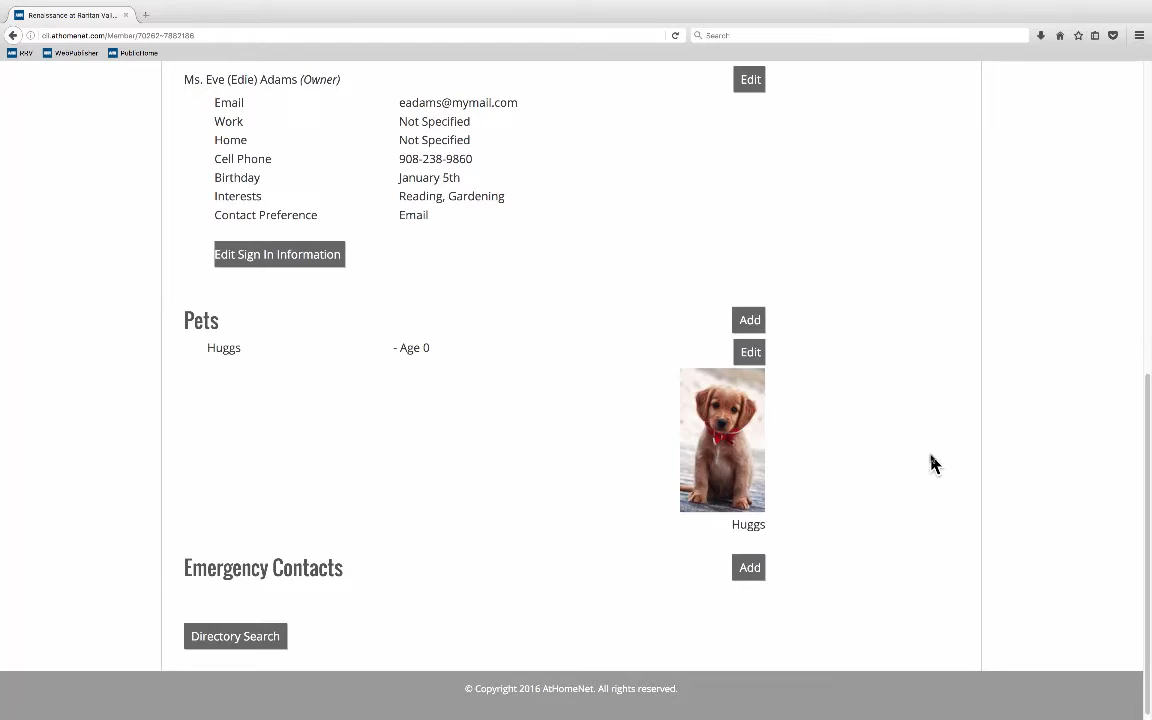 Renaissance at Raritan Vall...
cli.athomenet.com/Member/70262~7882186
Search
RRV WebPublisher PublicHome
Ms. Eve (Edie) Adams (Owner) Edit
Email eadams@mymail.com
Work Not Specified
Home Not Specified
Cell Phone 908-238-9860
Birthday January 5th
Interests Reading, Gardening
Contact Preference Email
Edit Sign In Information
Pets Add
Huggs - Age 0
Edit
Huggs
Emergency Contacts Add
Directory Search
© Copyright 2016 AtHomeNet. All rights reserved.